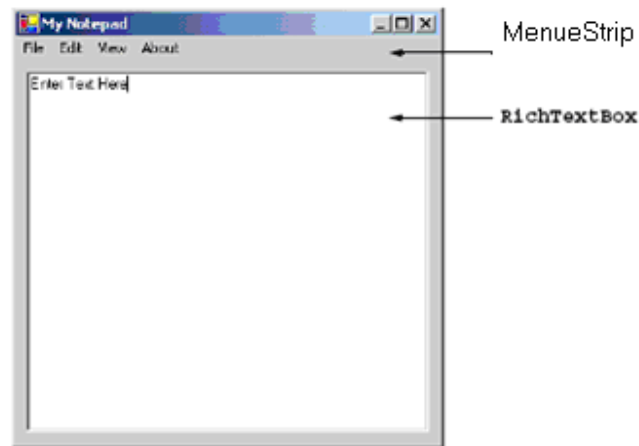 My Notepad
MenueStrip
File Edit View About
Enter Text Here
RichTextBox